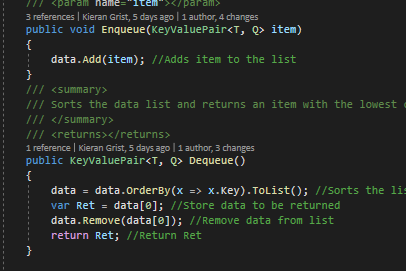 /// <param name="item"></param>
3 references | Kieran Grist, 5 days ago | 1 author, 4 changes
public void Enqueue(KeyValuePair<T, Q> item)
{
data.Add(item); //Adds item to the list
}
/// <summary>
/// Sorts the data list and returns an item with the lowest
/// </summary>
/// <returns></returns>
1 reference | Kieran Grist, 5 days ago | 1 author, 3 changes
public KeyValuePair<T, Q> Dequeue()
{
data = data.OrderBy(x => x.Key).ToList(); //Sorts the lis
var Ret = data[0]; //Store data to be returned
data.Remove(data[0]); //Remove data from list
return Ret; //Return Ret
}